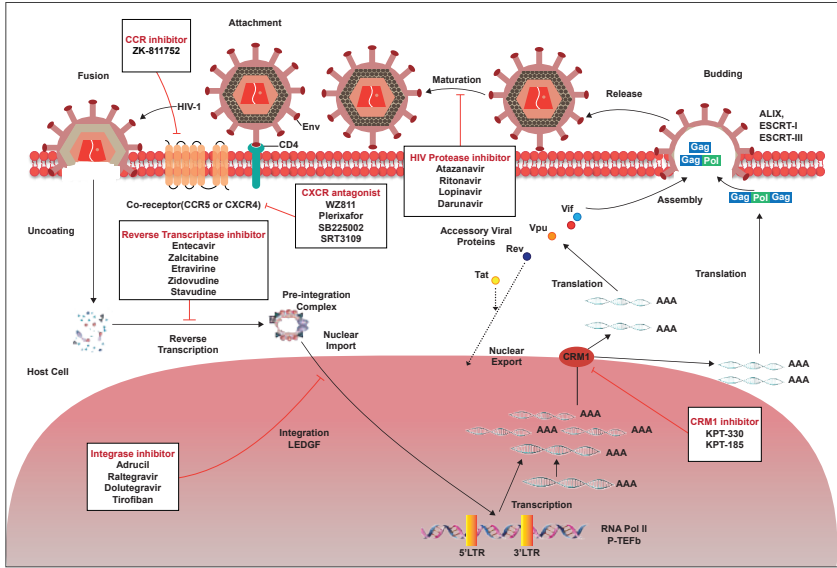 Attachment
CCR inhibitor
ZK-811752
Fusion
HIV-1
Env
CD4
Maturation
Release
Budding
ALIX,
ESCRT-I
ESCRT-III
Gag
Gag Pol
Gag Pol Gag
HIV Protease inhibitor
Atazanavir
Ritonavir
Lopinavir
Darunavir
Co-receptor(CCR5 or CXCR4)
CXCR antagonist
WZ811
Plerixafor
SB225002
SRT3109
Assembly
Vif
Vpu
Accessory Viral
Proteins
Rev
Tat
Uncoating
Reverse Transcriptase inhibitor
Entecavir
Zalcitabine
Etravirine
Zidovudine
Stavudine
Translation
Translation
AAA
AAA
Pre-integration
Complex
Reverse
Transcription
Nuclear
Import
Nuclear
Export
CRM1
AAA
AAA
Host Cell
AAA
AAA
AAA
AAA
CRM1 inhibitor
KPT-330
KPT-185
Integration
LEDGF
Integrase inhibitor
Adrucil
Raltegravir
Dolutegravir
Tirofiban
Transcription
RNA Pol II
P-TEFb
5'LTR
3'LTR